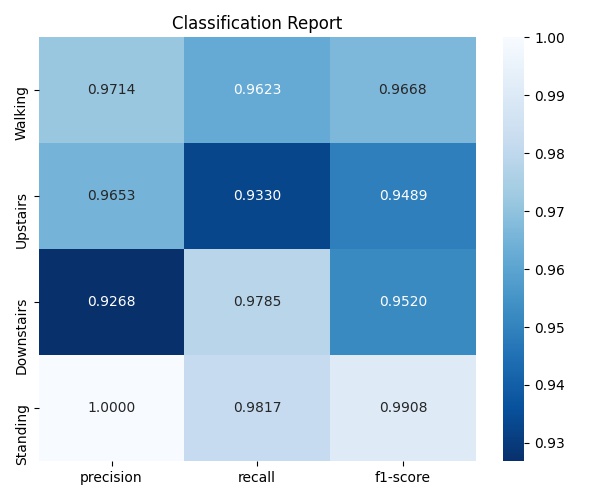 Classification Report
Walking 0.9714 0.9623 0.9668
Upstairs 0.9653 0.9330 0.9489
Downstairs 0.9268 0.9785 0.9520
Standing 1.0000 0.9817 0.9908
precision recall f1-score
1.00
0.99
0.98
0.97
0.96
0.95
0.94
0.93